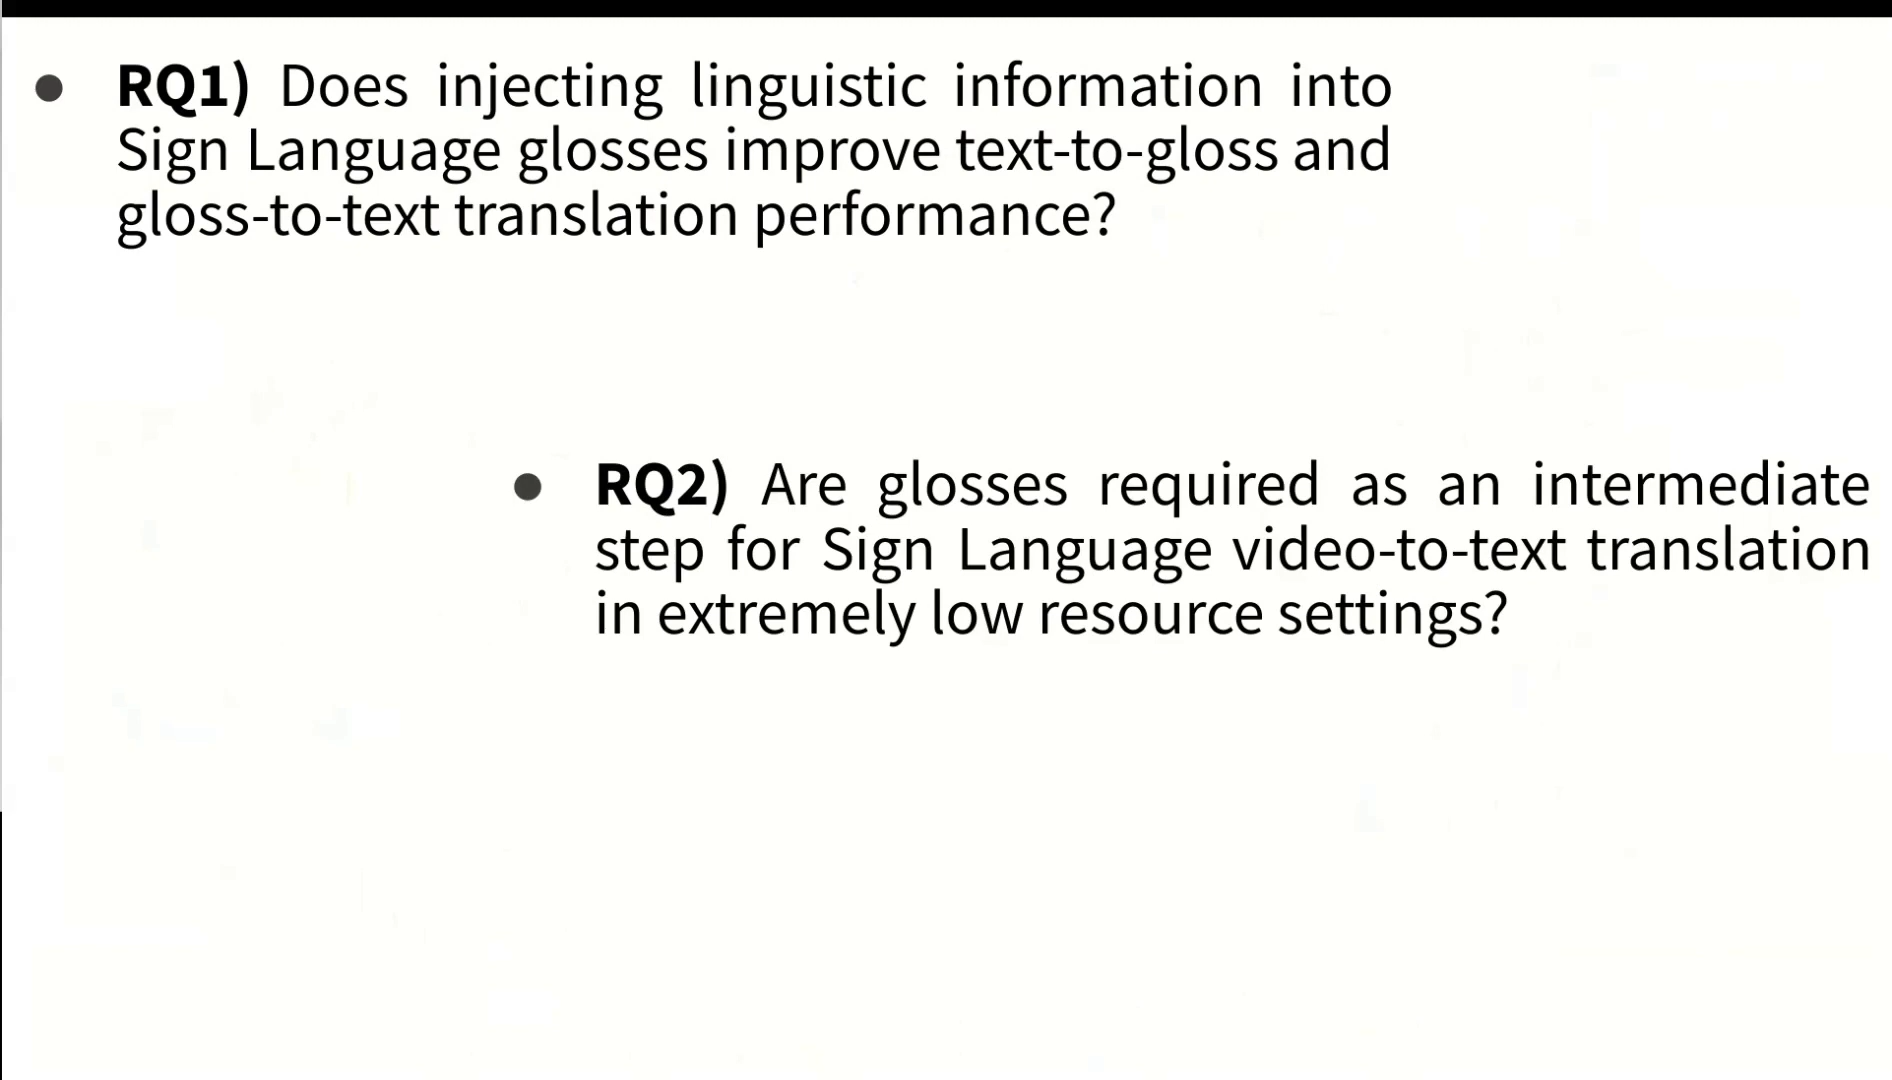 ● RQ1) Does injecting linguistic information into
Sign Language glosses improve text-to-gloss and
gloss-to-text translation performance?
● RQ2) Are glosses required as an intermediate
step for Sign Language video-to-text translation
in extremely low resource settings?